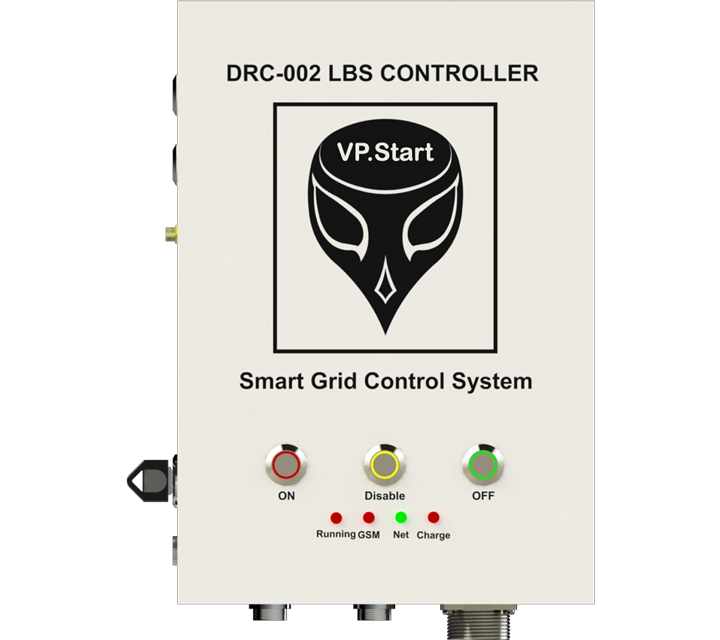 DRC-002 LBS CONTROLLER
VP.Start
Smart Grid Control System
ON Disable OFF
Running GSM Net Charge